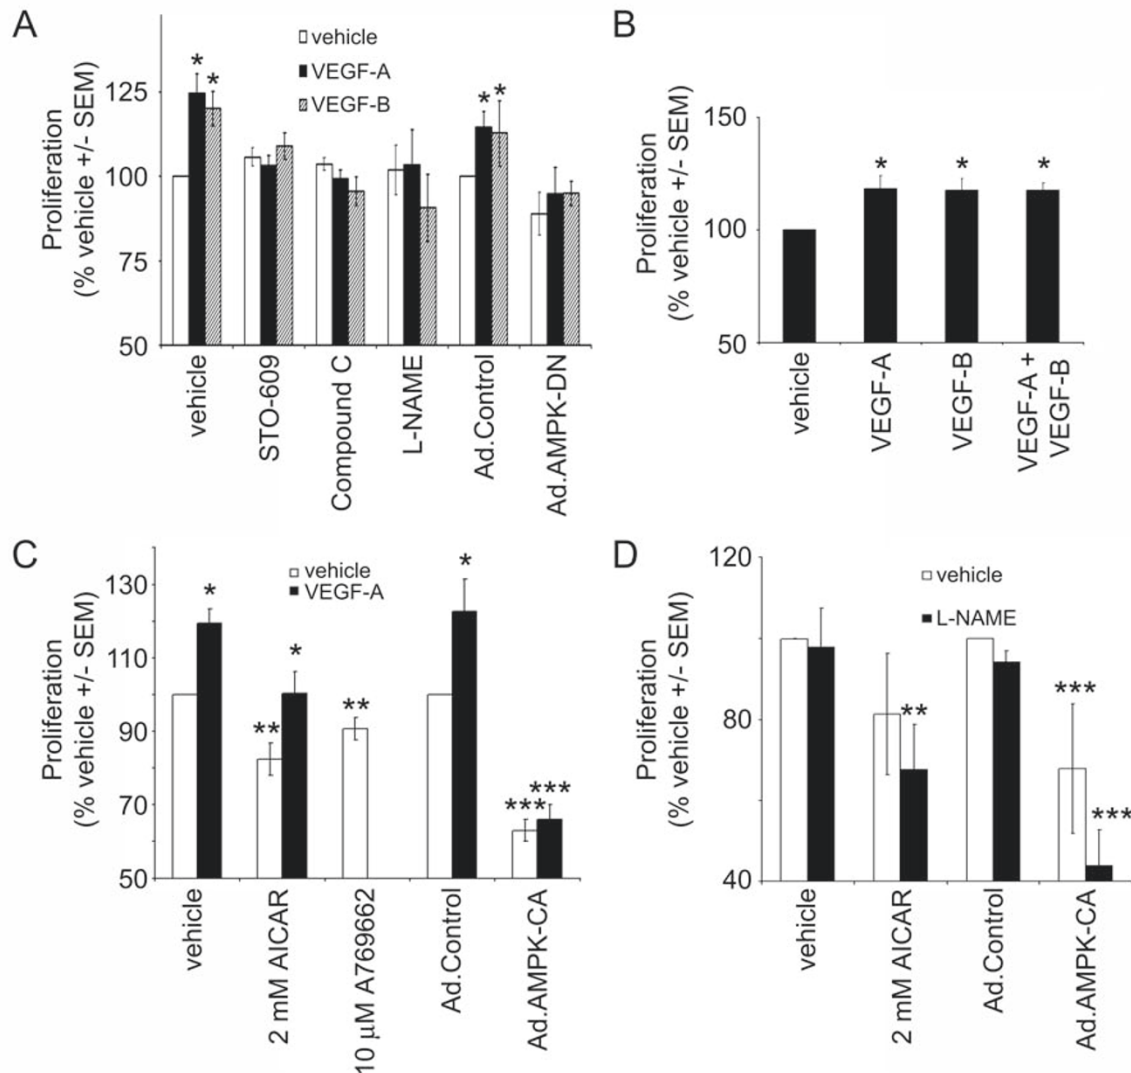 A
Proliferation
(% vehicle +/- SEM)
vehicle
VEGF-A
VEGF-B
125
100
75
50
* * * *
vehicle
STO-609
Compound C
L-NAME
Ad.Control
Ad.AMPK-DN
B
Proliferation
(% vehicle +/- SEM)
150
100
50
* * *
vehicle
VEGF-A
VEGF-B
VEGF-A +
VEGF-B
C
Proliferation
(% vehicle +/- SEM)
vehicle
VEGF-A
130
110
90
70
50
* ** * ** * *** ***
vehicle
2 mM AICAR
10 µM A769662
Ad.Control
Ad.AMPK-CA
D
Proliferation
(% vehicle +/- SEM)
vehicle
L-NAME
120
80
40
** *** ***
vehicle
2 mM AICAR
Ad.Control
Ad.AMPK-CA